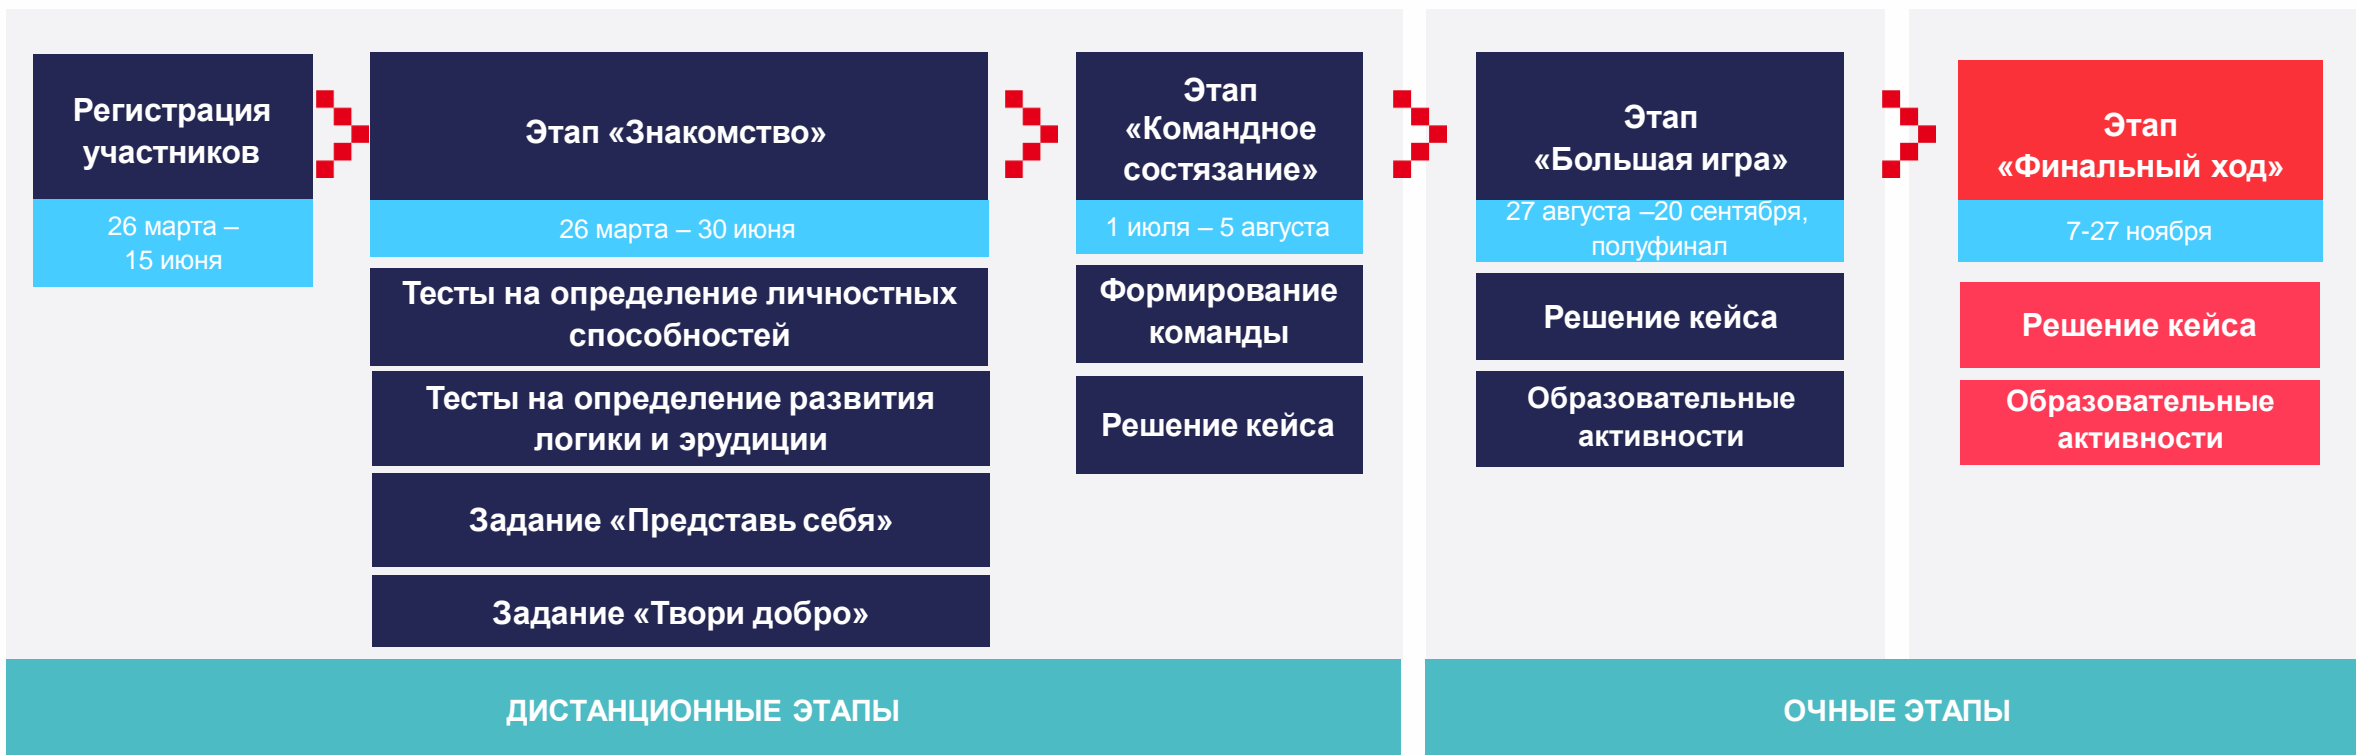 Регистрация
участников
26 марта –
15 июня
Этап «Знакомство»
26 марта – 30 июня
Тесты на определение личностных
способностей
Тесты на определение развития
логики и эрудиции
Задание «Представь себя»
Задание «Твори добро»
Этап
«Командное
состязание»
1 июля – 5 августа
Формирование
команды
Решение кейса
Этап
«Большая игра»
27 августа –20 сентября,
полуфинал
Решение кейса
Образовательные
активности
Этап
«Финальный ход»
7-27 ноября
Решение кейса
Образовательные
активности
ДИСТАНЦИОННЫЕ ЭТАПЫ
ОЧНЫЕ ЭТАПЫ